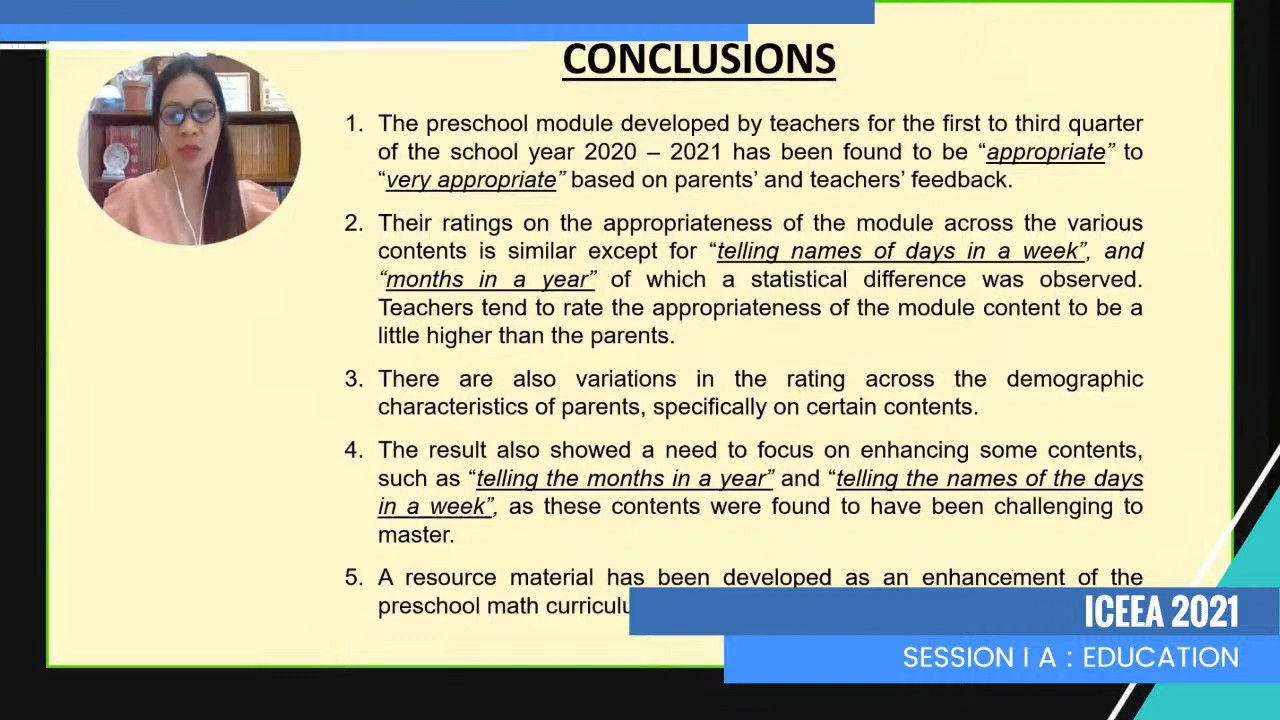 CONCLUSIONS
1. The preschool module developed by teachers for the first to third quarter
of the school year 2020 – 2021 has been found to be “appropriate” to
“very appropriate” based on parents’ and teachers’ feedback.
2. Their ratings on the appropriateness of the module across the various
contents is similar except for “telling names of days in a week”, and
“months in a year” of which a statistical difference was observed.
Teachers tend to rate the appropriateness of the module content to be a
little higher than the parents.
3. There are also variations in the rating across the demographic
characteristics of parents, specifically on certain contents.
4. The result also showed a need to focus on enhancing some contents,
such as “telling the months in a year” and “telling the names of the days
in a week”, as these contents were found to have been challenging to
master.
5. A resource material has been developed as an enhancement of the
preschool math
ICEEA 2021
SESSION I A : EDUCATION